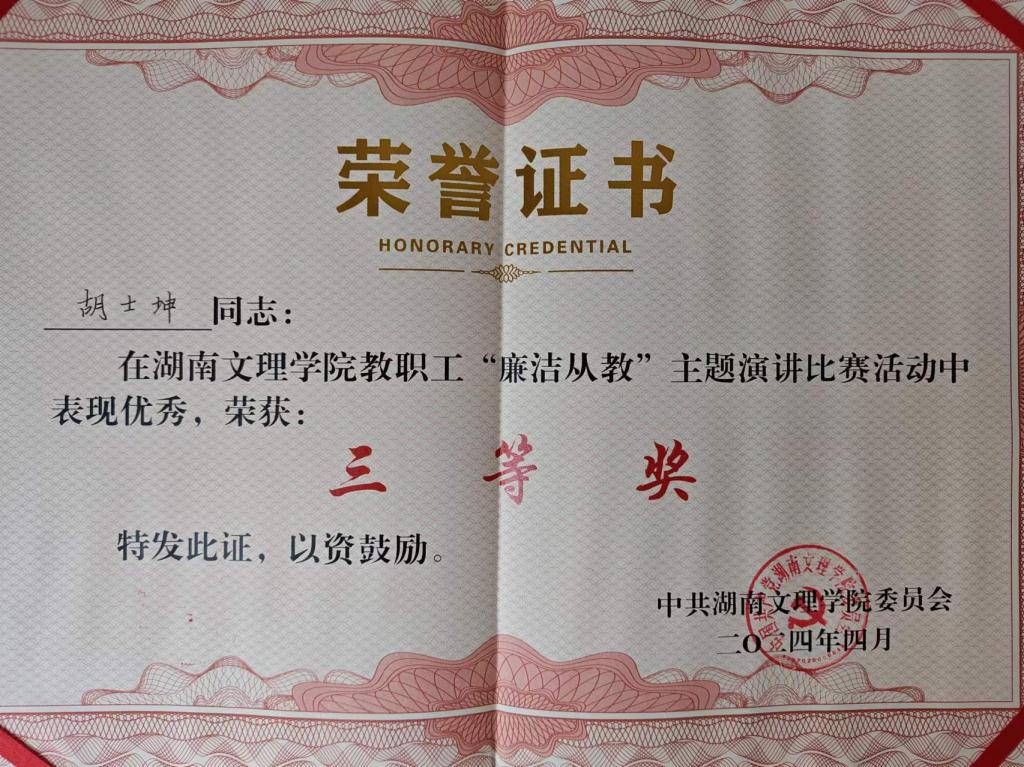 荣誉证书
HONORARY CREDENTIAL
胡士坤同志：
在湖南文理学院教职工“廉洁从教”主题演讲比赛活动中
表现优秀，荣获：
三等奖
特发此证，以资鼓励。
中共湖南文理学院委员会
二〇二四年四月